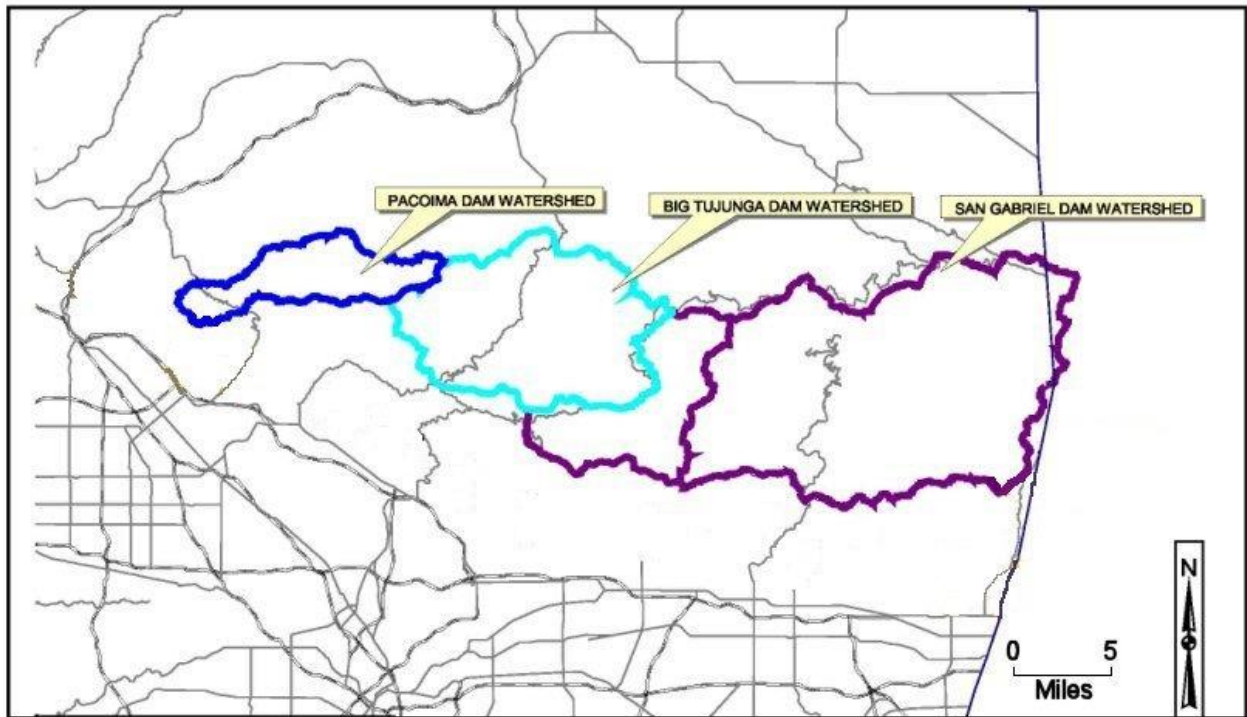 PACOIMA DAM WATERSHED
BIG TUJUNGA DAM WATERSHED
SAN GABRIEL DAM WATERSHED
N
0 5
Miles